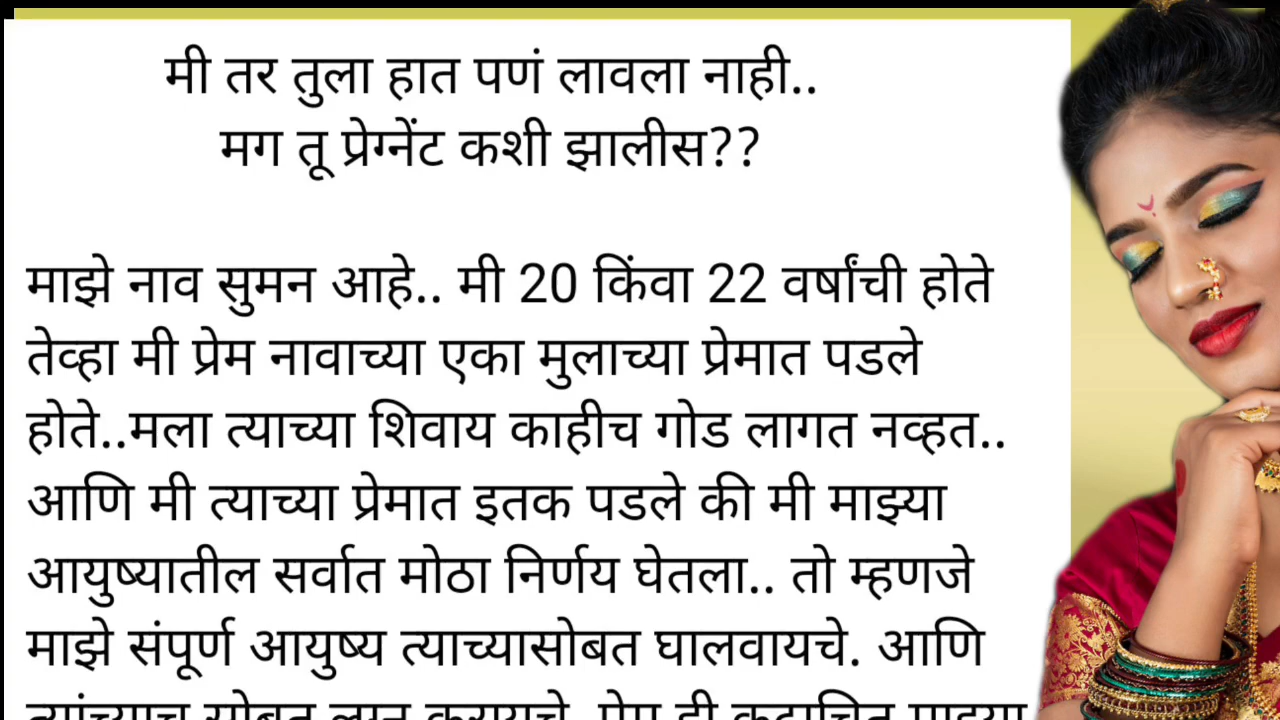 मी तर तुला हात पणं लावला नाही..
मग तू प्रेग्नेंट कशी झालीस??
माझे नाव सुमन आहे.. मी 20 किंवा 22 वर्षांची होते
तेव्हा मी प्रेम नावाच्या एका मुलाच्या प्रेमात पडले
होते..मला त्याच्या शिवाय काहीच गोड लागत नव्हत..
आणि मी त्याच्या प्रेमात इतक पडले की मी माझ्या
आयुष्यातील सर्वात मोठा निर्णय घेतला.. तो म्हणजे
माझे संपूर्ण आयुष्य त्याच्यासोबत घालवायचे. आणि